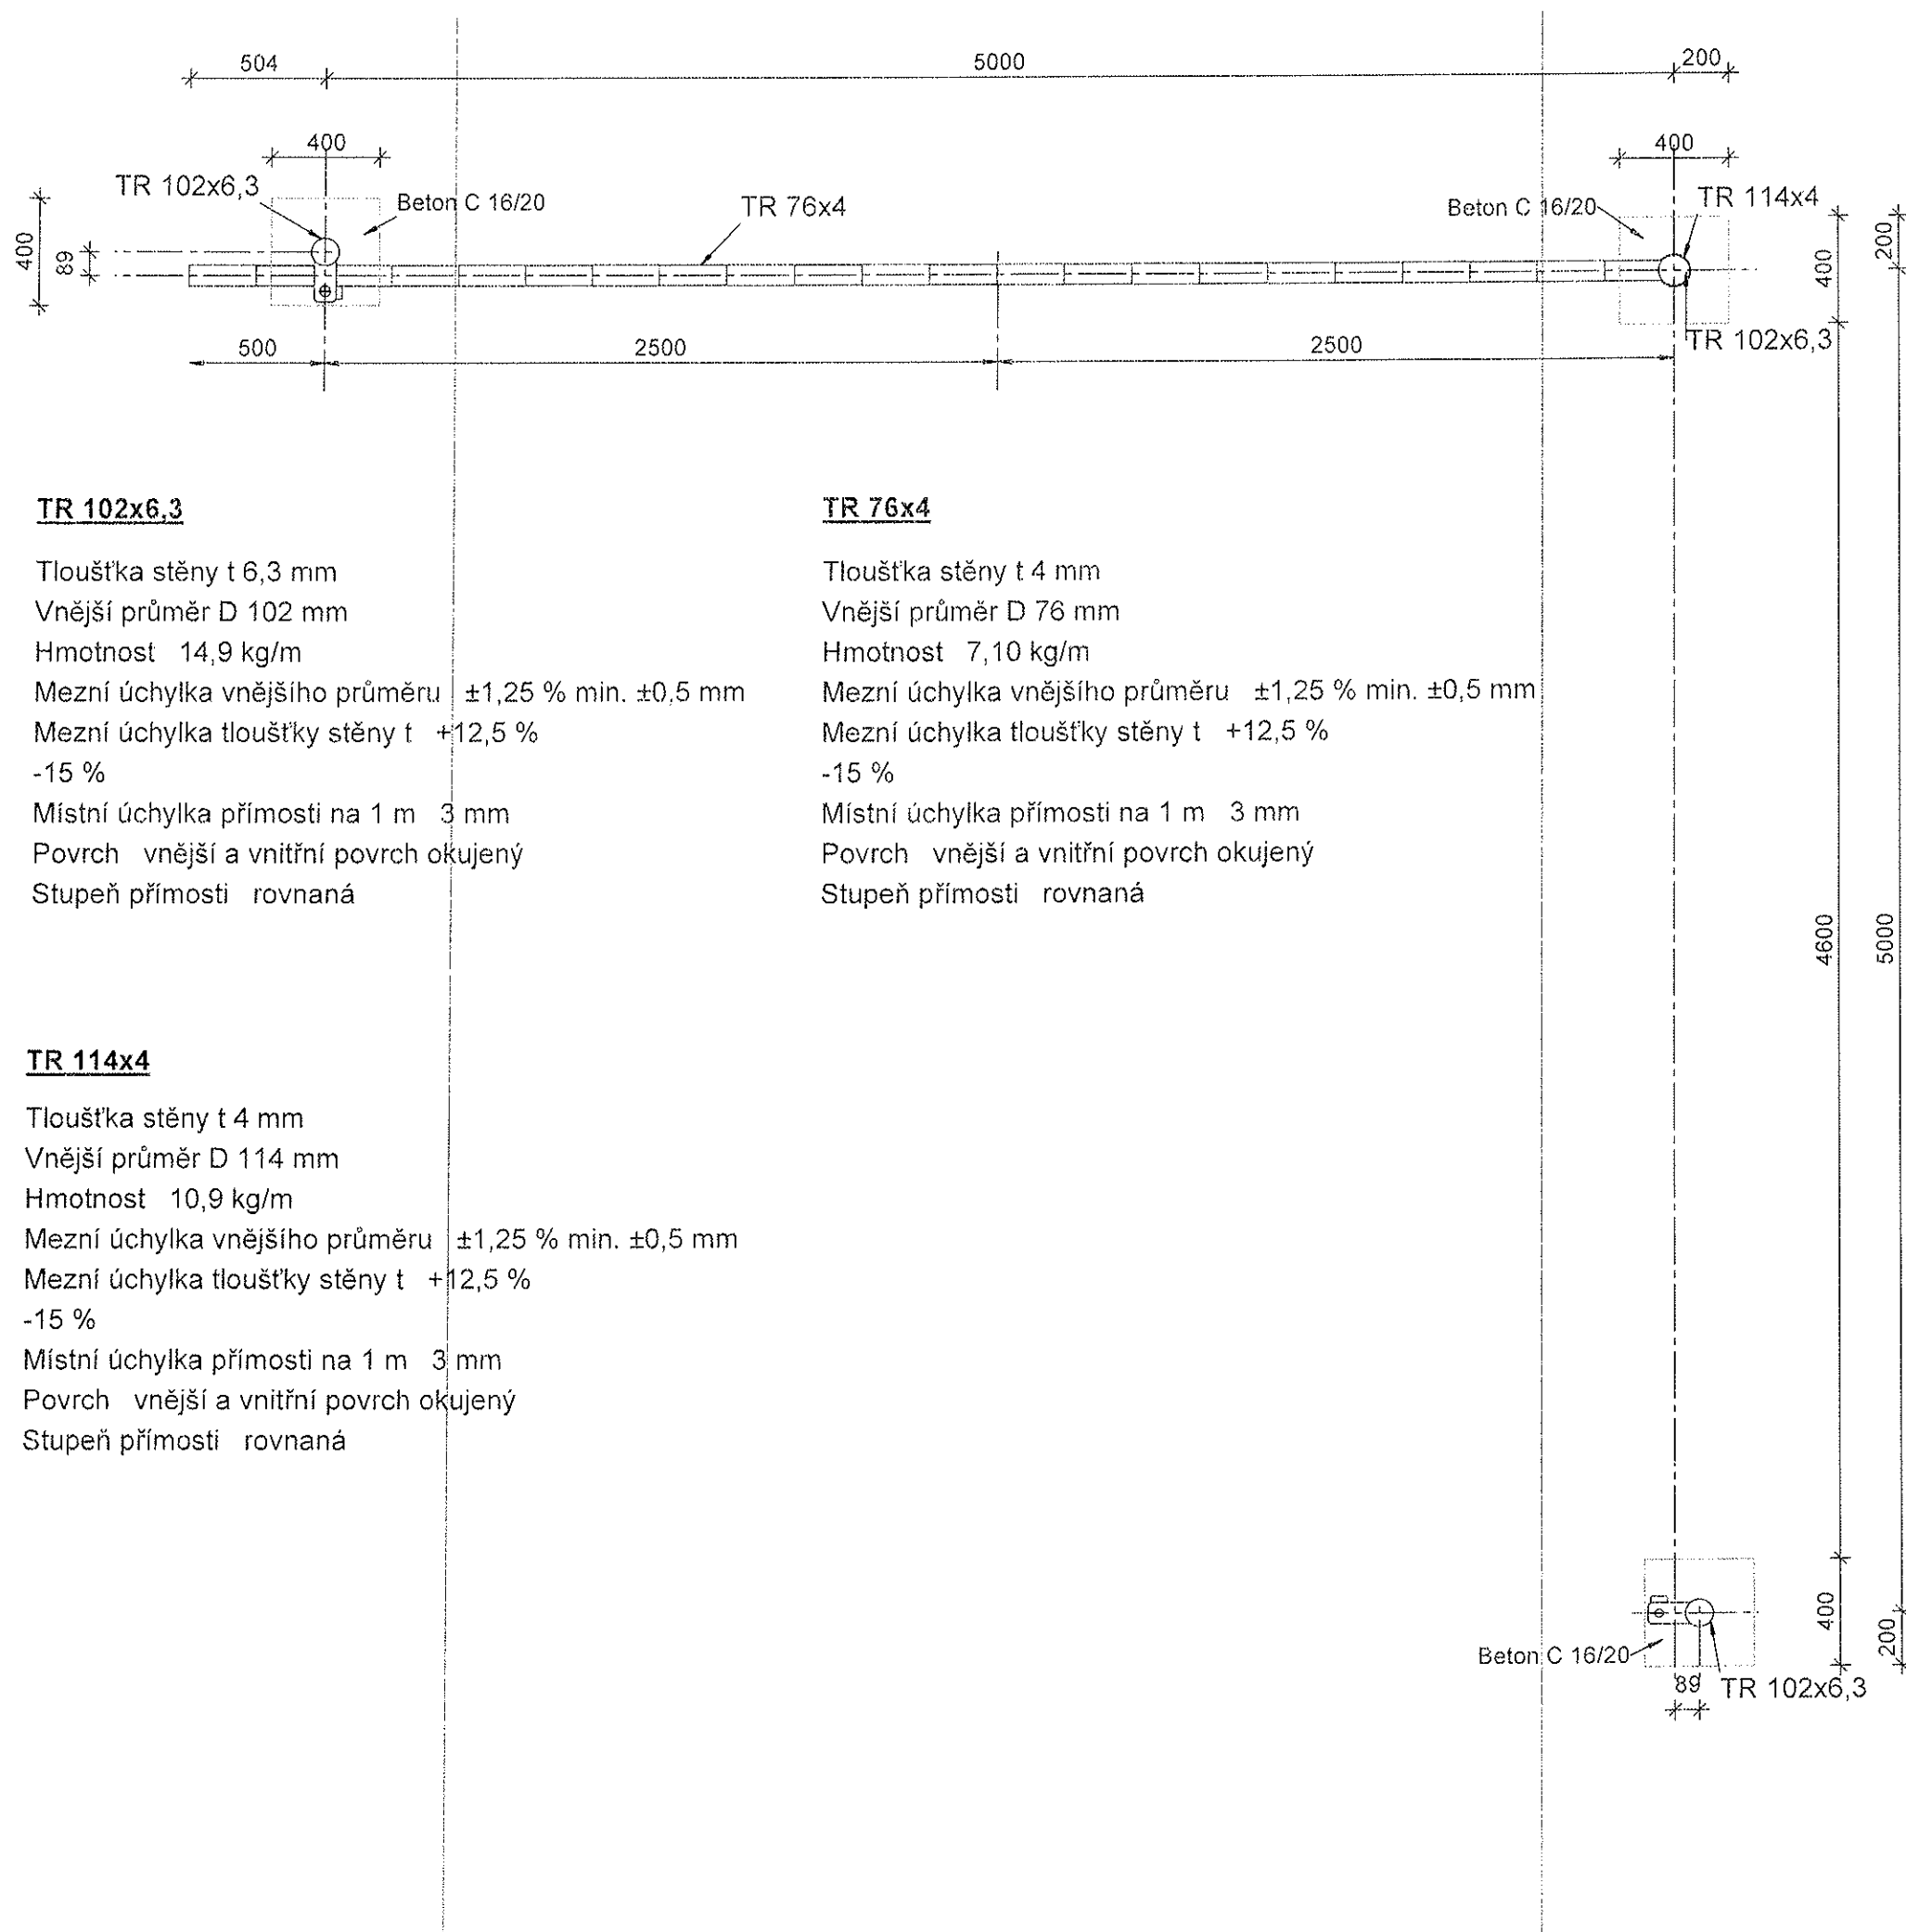 504
5000
200
400
400
TR 102x6,3
Beton C 16/20
TR 76x4
Beton C 16/20
TR 114x4
400
89
400
200
500
2500
2500
TR 102x6,3
TR 102x6,3
Tloušťka stěny t 6,3 mm
Vnější průměr D 102 mm
Hmotnost 14,9 kg/m
Mezní úchylka vnějšího průměru ±1,25 % min. ±0,5 mm
Mezní úchylka tloušťky stěny t +12,5 %
-15 %
Místní úchylka přímosti na 1 m 3 mm
Povrch vnější a vnitřní povrch okujený
Stupeň přímosti rovnaná
TR 76x4
Tloušťka stěny t 4 mm
Vnější průměr D 76 mm
Hmotnost 7,10 kg/m
Mezní úchylka vnějšího průměru ±1,25 % min. ±0,5 mm
Mezní úchylka tloušťky stěny t +12,5 %
-15 %
Místní úchylka přímosti na 1 m 3 mm
Povrch vnější a vnitřní povrch okujený
Stupeň přímosti rovnaná
4600
5000
TR 114x4
Tloušťka stěny t 4 mm
Vnější průměr D 114 mm
Hmotnost 10,9 kg/m
Mezní úchylka vnějšího průměru ±1,25 % min. ±0,5 mm
Mezní úchylka tloušťky stěny t +12,5 %
-15 %
Místní úchylka přímosti na 1 m 3 mm
Povrch vnější a vnitřní povrch okujený
Stupeň přímosti rovnaná
400
200
Beton C 16/20
89
TR 102x6,3